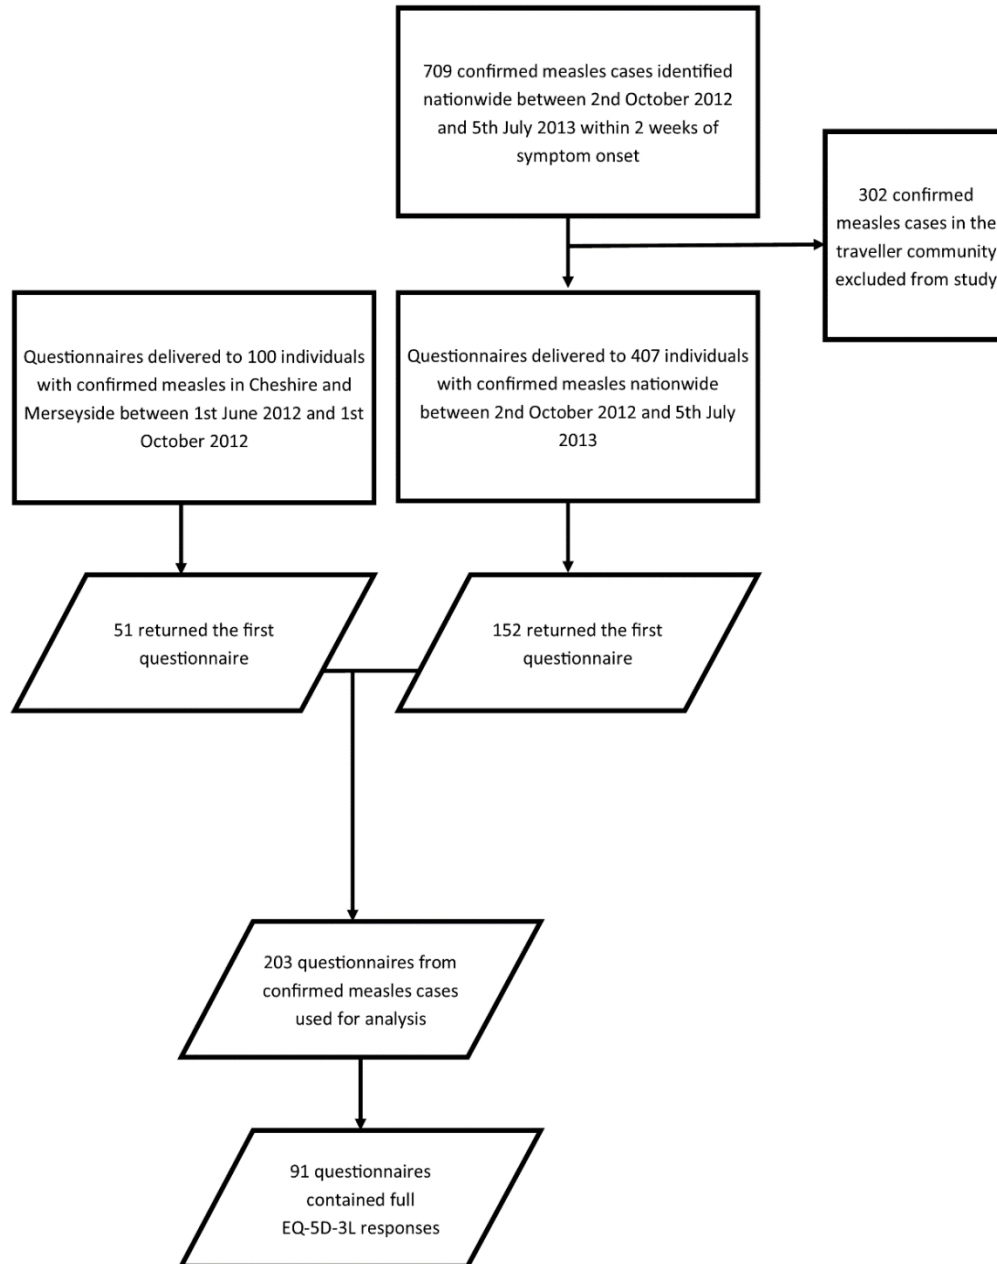 709 confirmed measles cases identified
nationwide between 2nd October 2012
and 5th July 2013 within 2 weeks of
symptom onset
302 confirmed
measles cases in the
traveller community
excluded from study
Questionnaires delivered to 100 individuals
with confirmed measles in Cheshire and
Merseyside between 1st June 2012 and 1st
October 2012
Questionnaires delivered to 407 individuals
with confirmed measles nationwide
between 2nd October 2012 and 5th July
2013
51 returned the first
questionnaire
152 returned the first
questionnaire
203 questionnaires from
confirmed measles cases
used for analysis
91 questionnaires
contained full
EQ-5D-3L responses